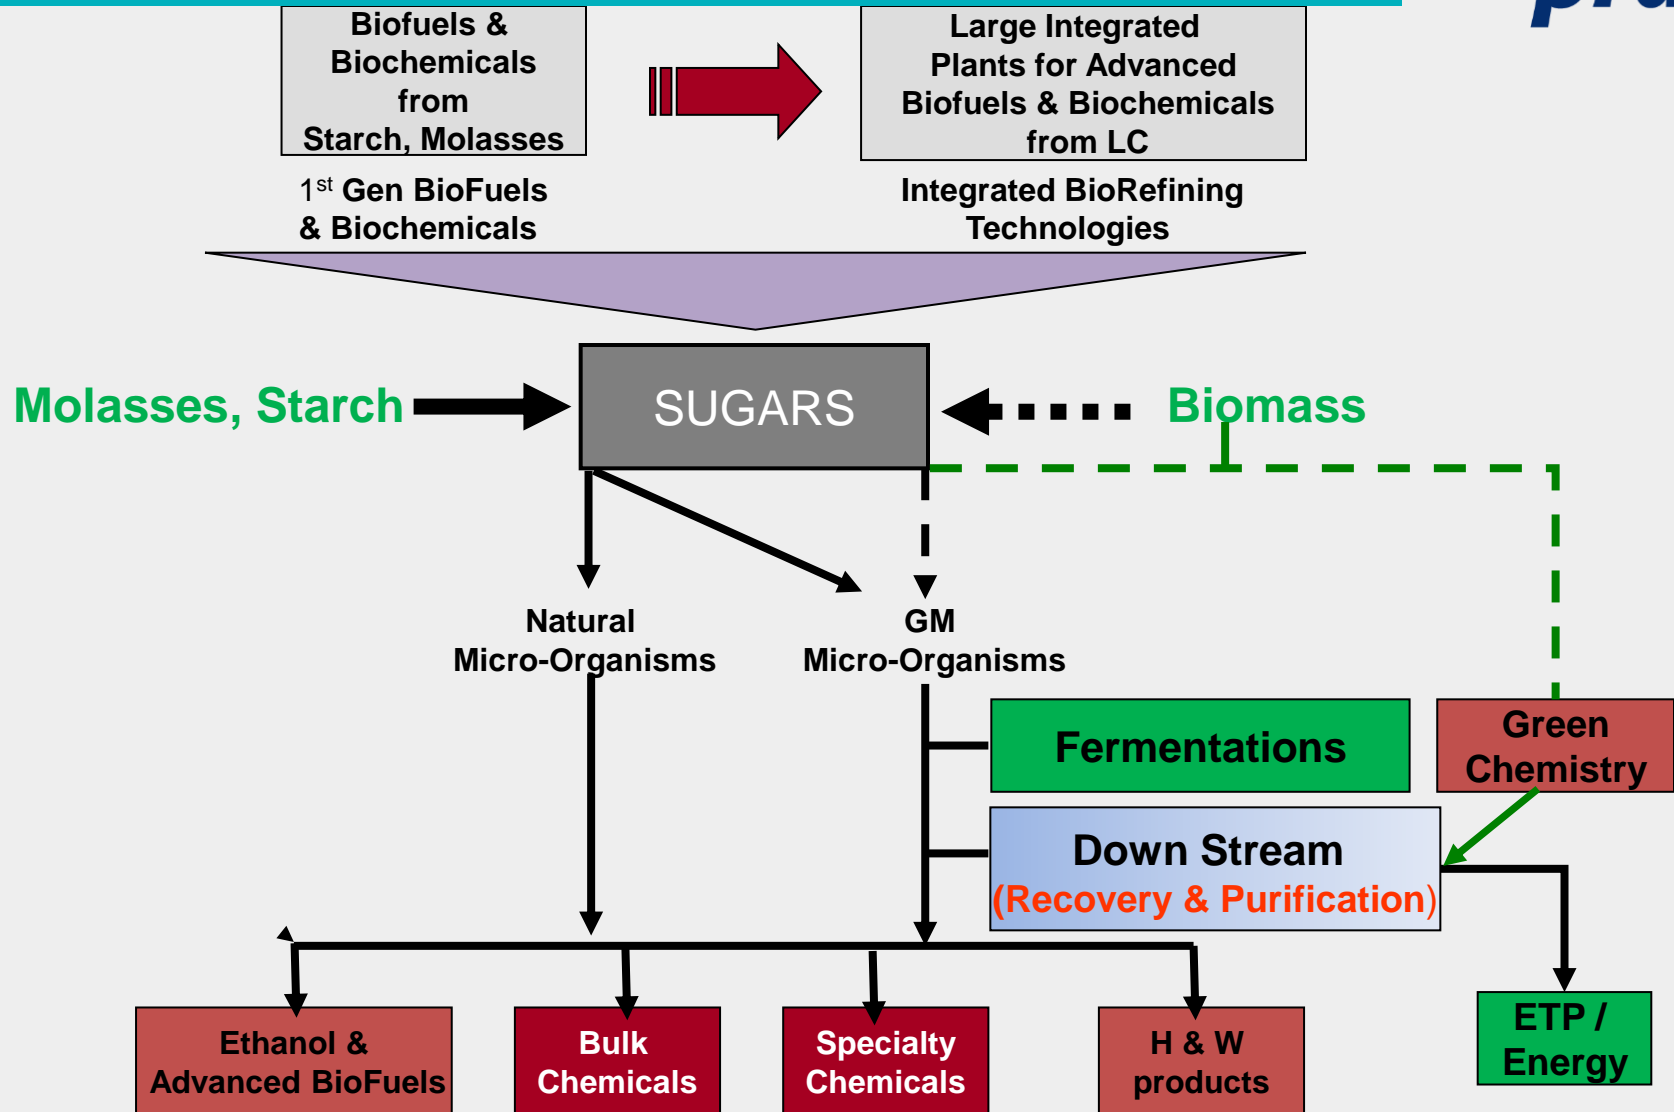 Biofuels &
Biochemicals
from
Starch, Molasses
Large Integrated
Plants for Advanced
Biofuels & Biochemicals
from LC
1st Gen BioFuels
& Biochemicals
Integrated BioRefining
Technologies
Molasses, Starch
SUGARS
Biomass
Natural
Micro-Organisms
GM
Micro-Organisms
Fermentations
Green
Chemistry
Down Stream
(Recovery & Purification)
Ethanol &
Advanced BioFuels
Bulk
Chemicals
Specialty
Chemicals
H & W
products
ETP /
Energy